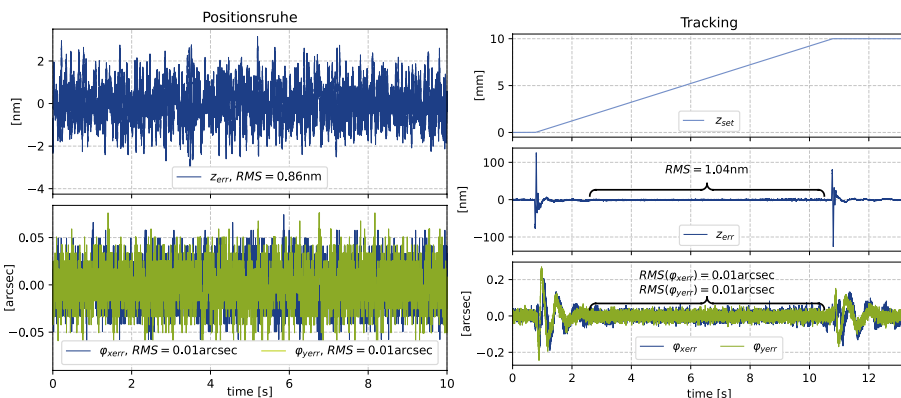 Positionsruhe
[nm]
2
0
−2
−4
z_err, RMS = 0.86nm
[arcsec]
0.05
0.00
−0.05
φ_xerr, RMS = 0.01arcsec
φ_yerr, RMS = 0.01arcsec
0 2 4 6 8 10
time [s]
Tracking
[mm]
10
5
0
z_set
[nm]
100
0
−100
RMS = 1.04nm
z_err
[arcsec]
0.2
0.0
−0.2
RMS(φ_xerr) = 0.01arcsec
RMS(φ_yerr) = 0.01arcsec
φ_xerr φ_yerr
0 2 4 6 8 10 12
time [s]